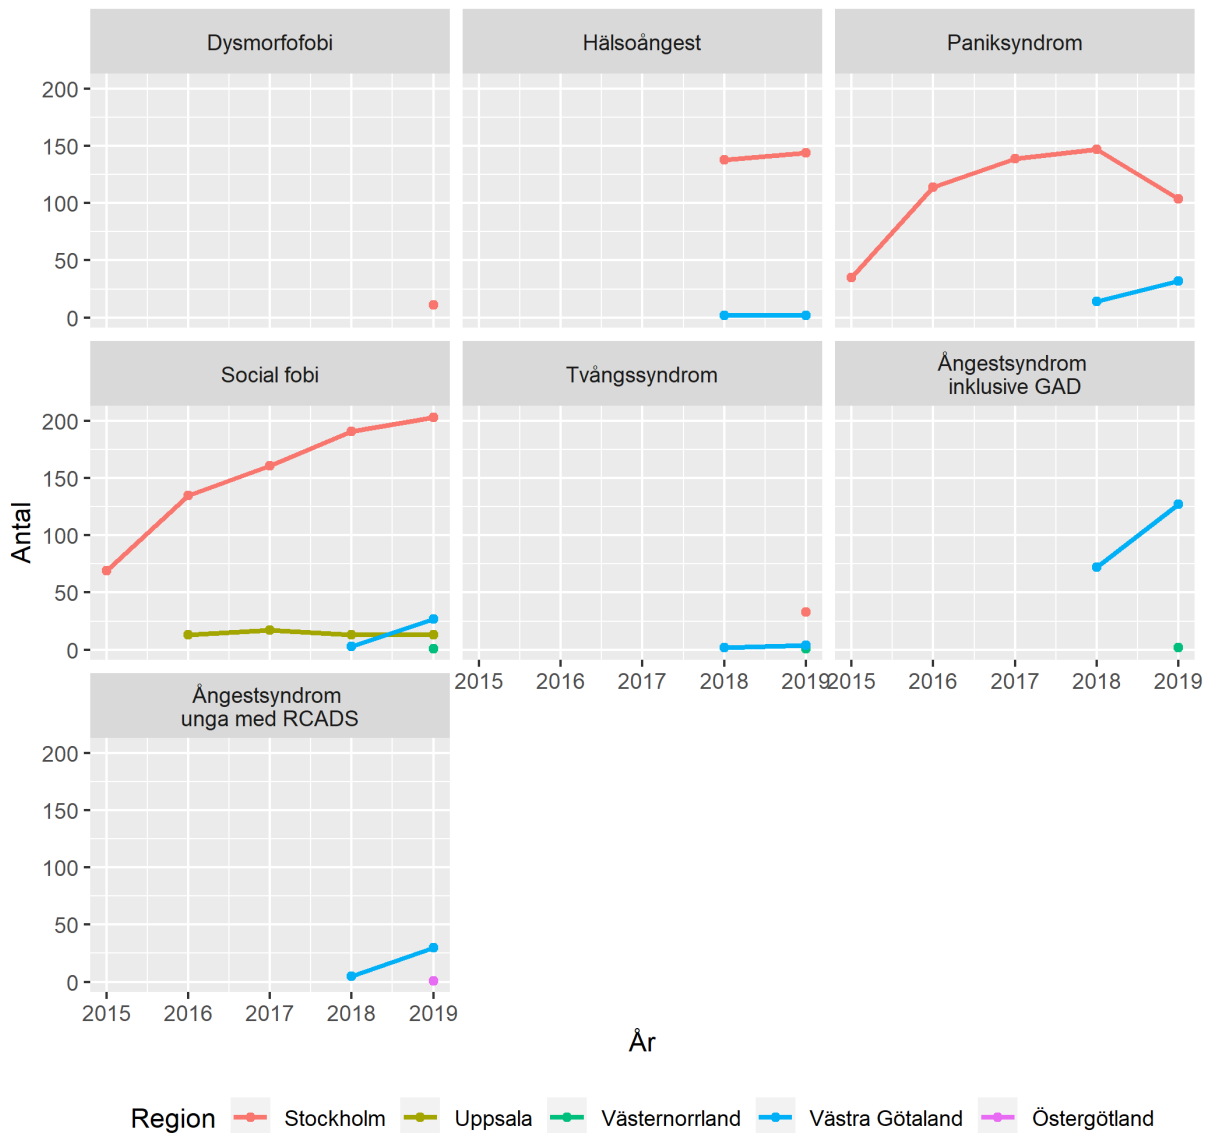 Dysmorfofobi
Hälsoångest
Paniksyndrom
200
150
100
50
0
Social fobi
Tvångssyndrom
Ångestsyndrom
inklusive GAD
200
150
100
50
0
2015 2016 2017 2018 2019
2015 2016 2017 2018 2019
Ångestsyndrom
unga med RCADS
200
150
100
50
0
2015 2016 2017 2018 2019
Antal
År
Region Stockholm Uppsala Västernorrland Västra Götaland Östergötland